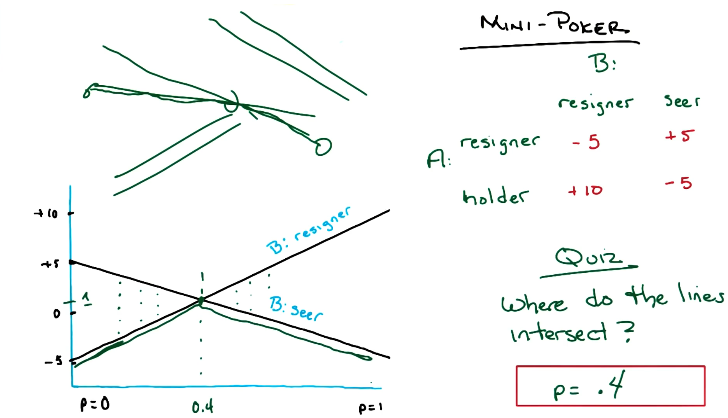 MINI-POKER
B:
resigner seer
A: resigner -5 +5
holder +10 -5
+10
+5
1
0
-5
B: resigner
B: seer
p=0 0.4 p=1
Quiz
Where do the lines
intersect?
p= .4